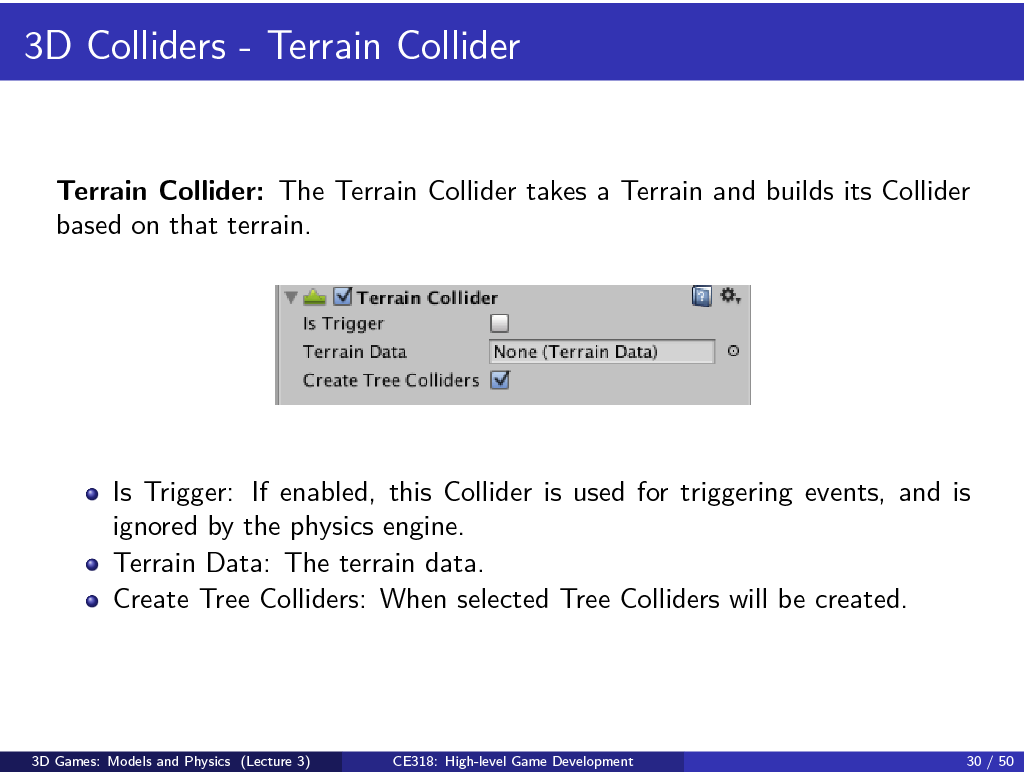 3D Colliders - Terrain Collider
Terrain Collider: The Terrain Collider takes a Terrain and builds its Collider
based on that terrain.
Terrain Collider
Is Trigger
Terrain Data None (Terrain Data)
Create Tree Colliders
Is Trigger: If enabled, this Collider is used for triggering events, and is
ignored by the physics engine.
Terrain Data: The terrain data.
Create Tree Colliders: When selected Tree Colliders will be created.
3D Games: Models and Physics (Lecture 3) CE318: High-level Game Development 30 / 50